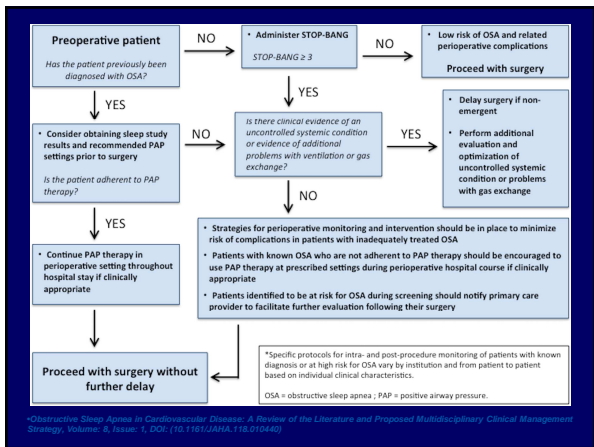 Preoperative patient
Has the patient previously been
diagnosed with OSA?
NO
• Administer STOP-BANG
STOP-BANG ≥ 3
NO
• Low risk of OSA and related
perioperative complications
Proceed with surgery
YES
YES
• Consider obtaining sleep study
results and recommended PAP
settings prior to surgery
Is the patient adherent to PAP
therapy?
NO
Is there clinical evidence of an
uncontrolled systemic condition
or evidence of additional
problems with ventilation or gas
exchange?
YES
• Delay surgery if non-
emergent
• Perform additional
evaluation and
optimization of
uncontrolled systemic
condition or problems
with gas exchange
YES
NO
• Continue PAP therapy in
perioperative setting throughout
hospital stay if clinically
appropriate
• Strategies for perioperative monitoring and intervention should be in place to minimize
risk of complications in patients with inadequately treated OSA
• Patients with known OSA who are not adherent to PAP therapy should be encouraged to
use PAP therapy at prescribed settings during perioperative hospital course if clinically
appropriate
• Patients identified to be at risk for OSA during screening should notify primary care
provider to facilitate further evaluation following their surgery
Proceed with surgery without
further delay
*Specific protocols for intra- and post-procedure monitoring of patients with known
diagnosis or at high risk for OSA vary by institution and from patient to patient
based on individual clinical characteristics.
OSA = obstructive sleep apnea ; PAP = positive airway pressure.
•Obstructive Sleep Apnea in Cardiovascular Disease: A Review of the Literature and Proposed Multidisciplinary Clinical Management
Strategy, Volume: 8, Issue: 1, DOI: (10.1161/JAHA.118.010440)